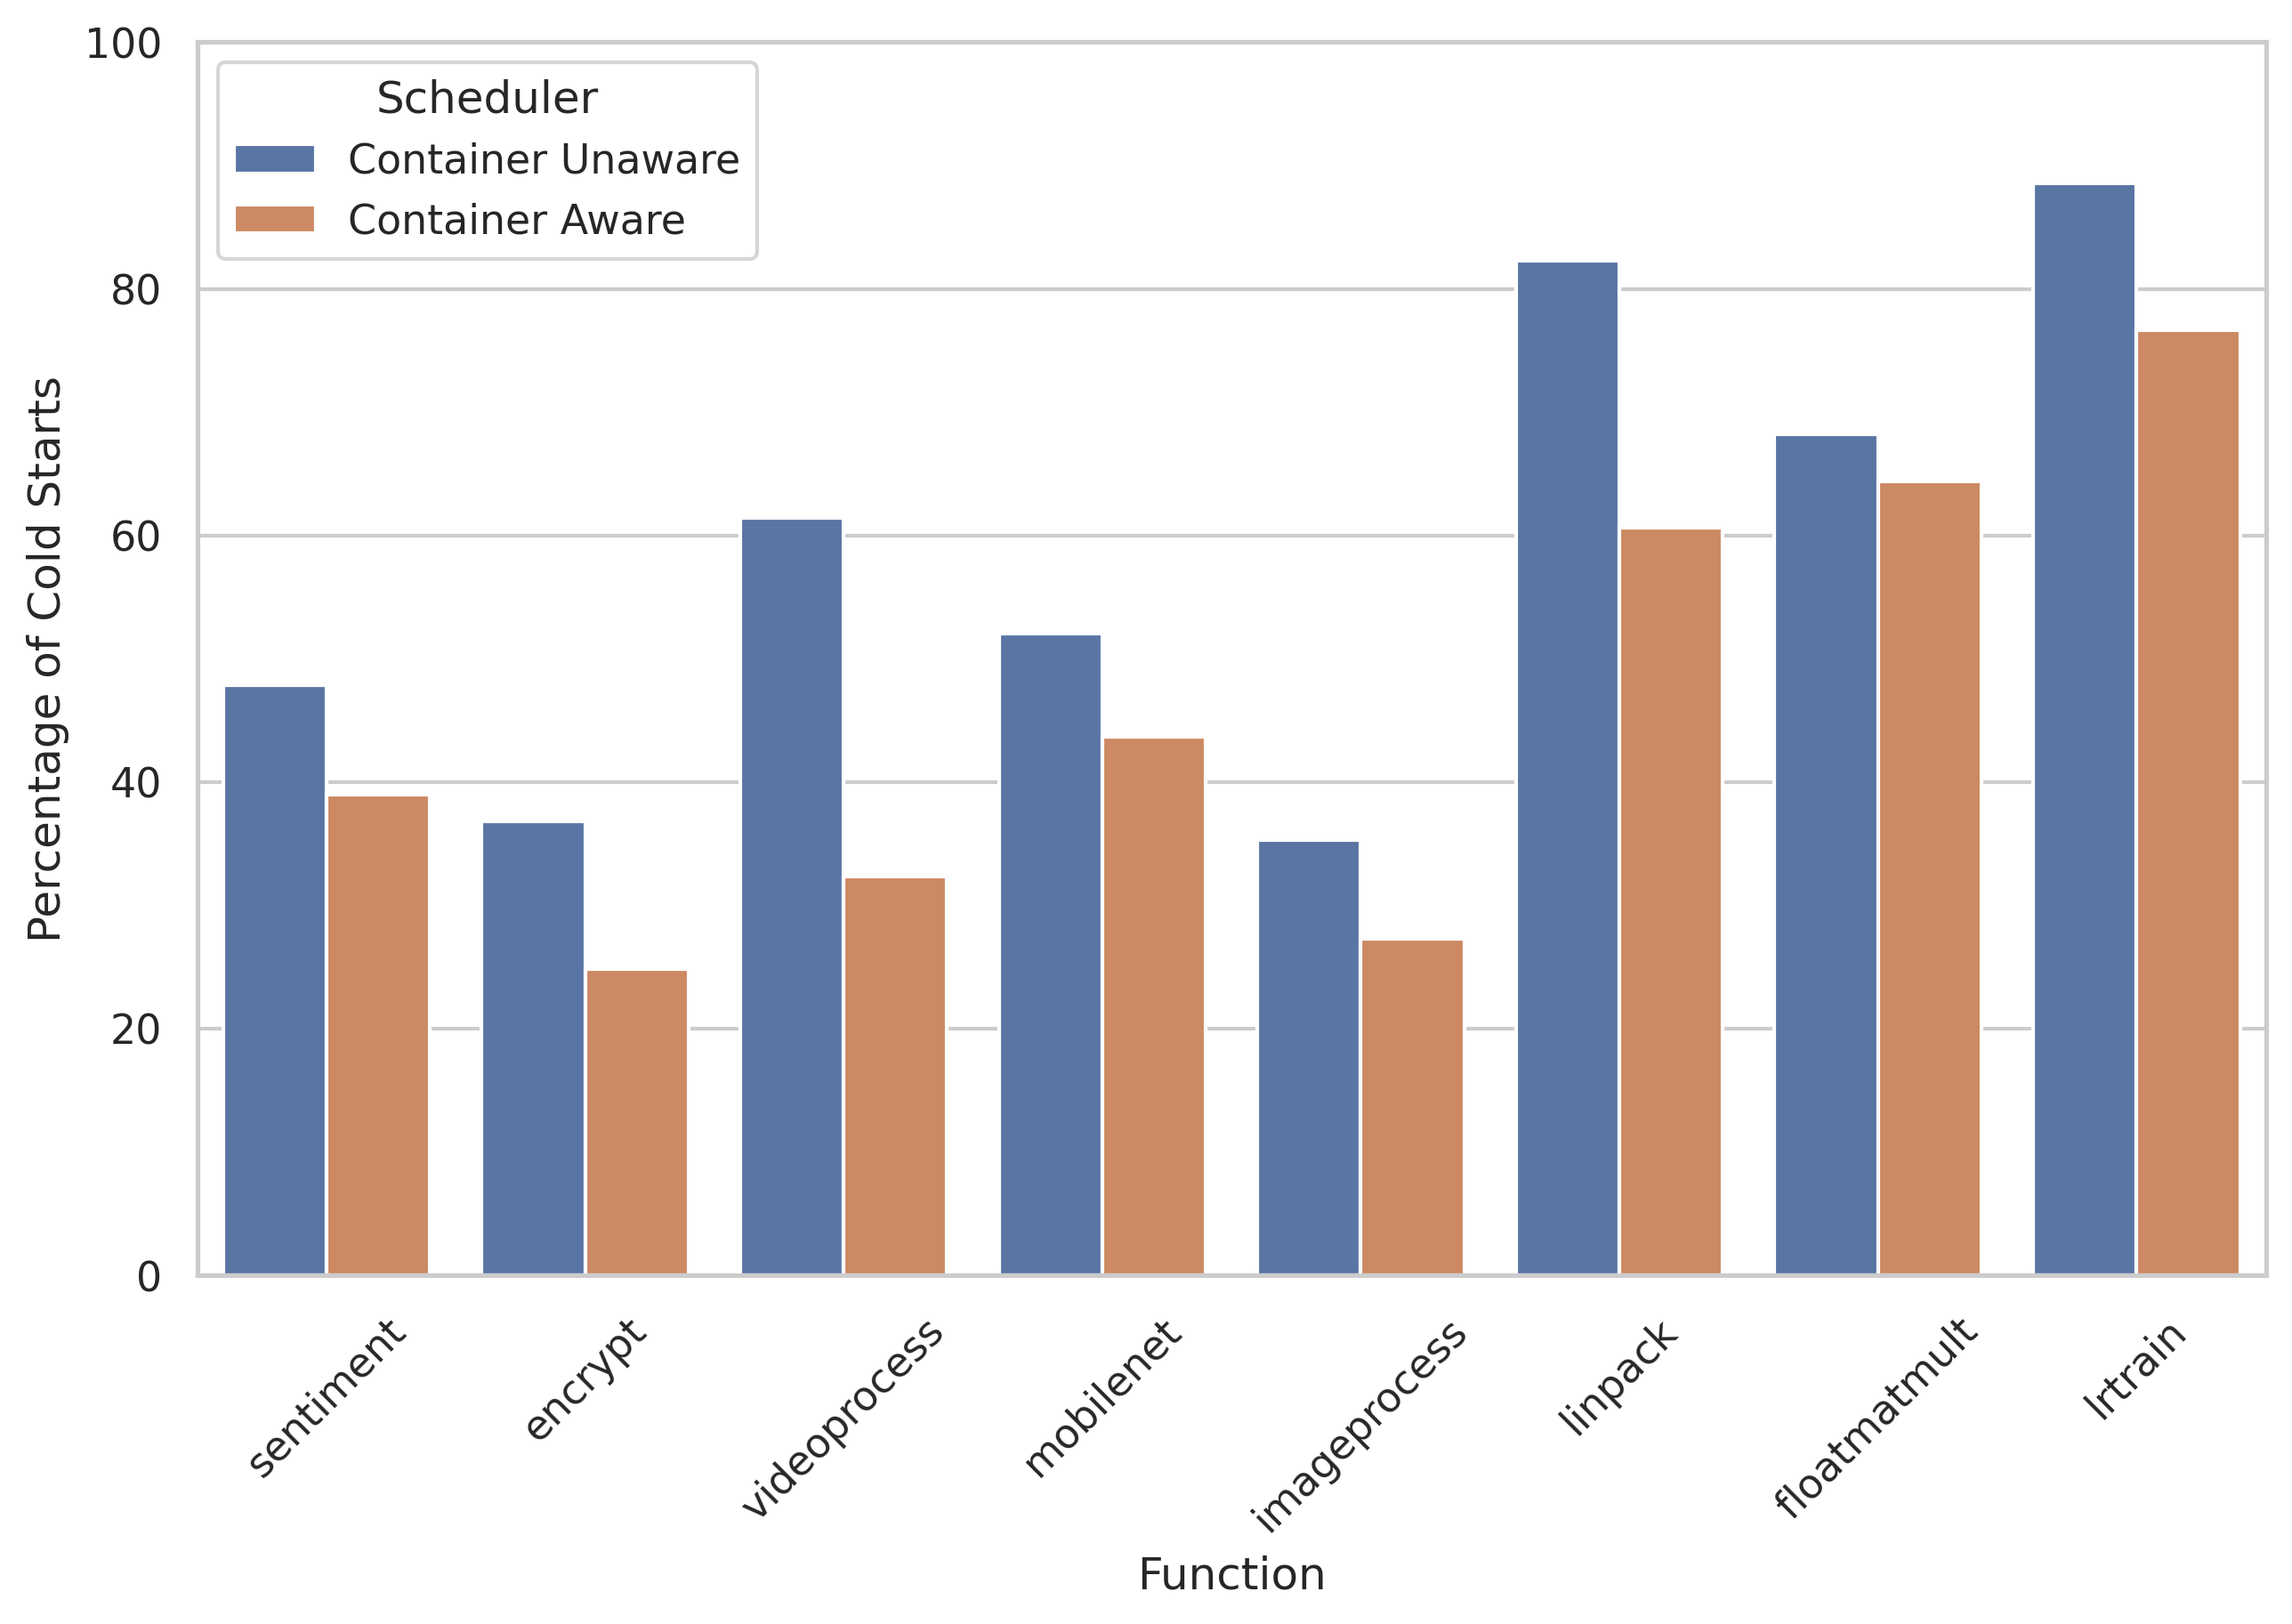 100
80
60
40
20
0
Percentage of Cold Starts
Scheduler
Container Unaware
Container Aware
sentiment
encrypt
videoprocess
mobilenet
imageprocess
linpack
floatmatmult
lrtrain
Function